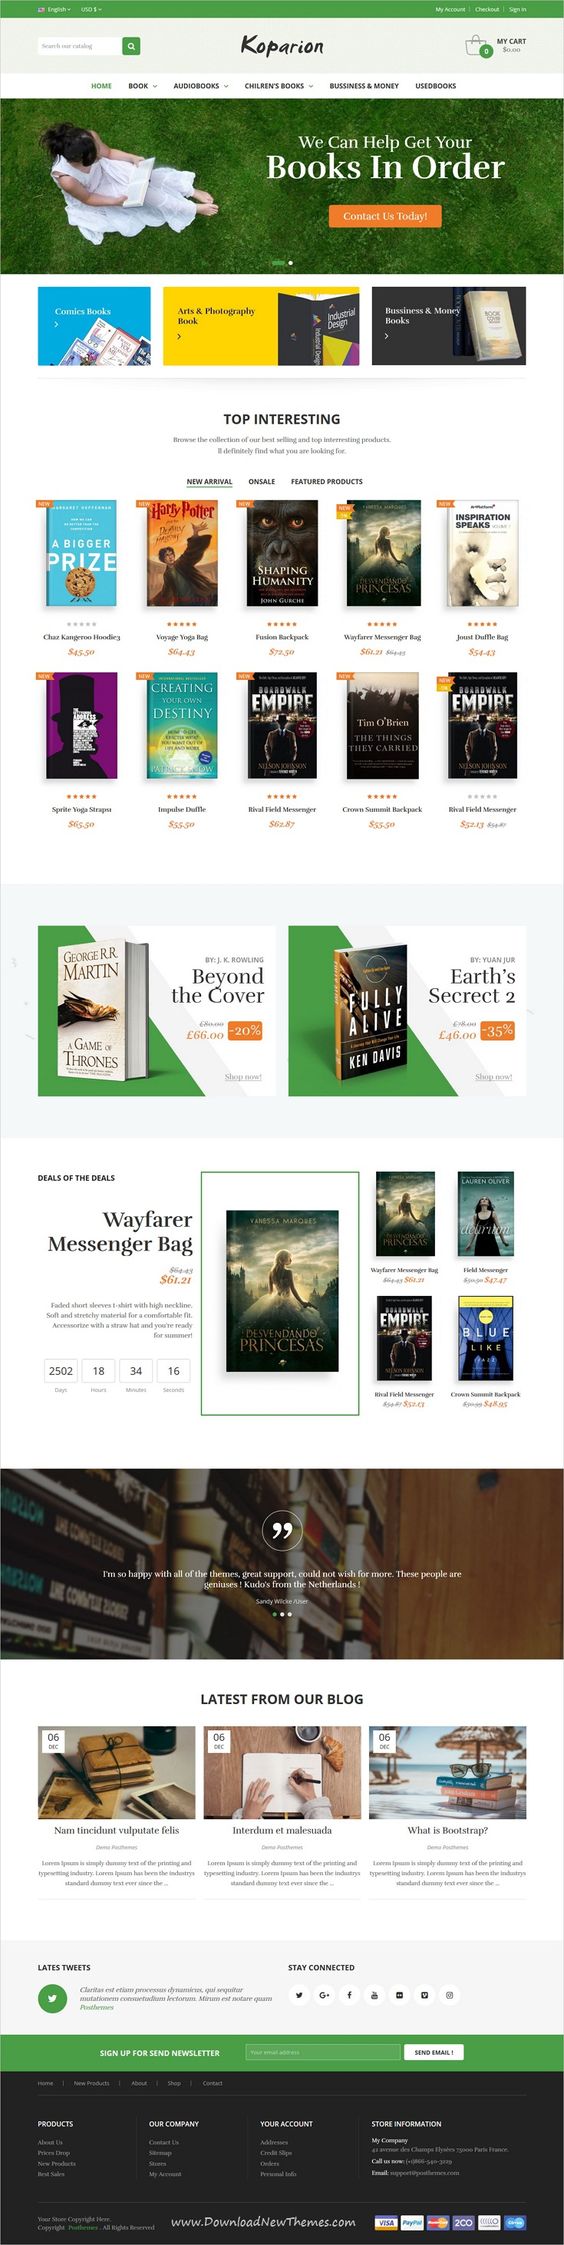 English USD $ My Account Checkout Sign In
Search our catalog
Koparion
MY CART
$0.00
0
HOME BOOK AUDIOBOOKS CHILREN'S BOOKS BUSSINESS & MONEY USEDBOOKS
We Can Help Get Your
Books In Order
Contact Us Today!
Comics Books
Arts & Photography
Book
Industrial
Design
Bussiness & Money
Books
BOOK
COVER
TOP INTERESTING
Browse the collection of our best selling and top interresting products.
ll definitely find what you are looking for.
NEW ARRIVAL ONSALE FEATURED PRODUCTS
NEW
MARGARET HEFFERNAN
A BIGGER
PRIZE
Chaz Kangeroo Hoodie3
$45.50
NEW
Harry Potter
Voyage Yoga Bag
$64.43
NEW
SHAPING
HUMANITY
JOHN GURCHE
Fusion Backpack
$72.50
NEW
-5%
VANESSA MARQUES
DESVENDANDO
PRINCESAS
Wayfarer Messenger Bag
$61.21 $64.43
NEW
ArtPlatform
INSPIRATION
SPEAKS
Joust Duffle Bag
$54.43
NEW
ADDRESS
Sprite Yoga Straps1
$65.50
NEW
INTERNATIONAL BESTSELLER
CREATING
YOUR OWN
DESTINY
Impulse Duffle
$55.50
NEW
BOARDWALK
EMPIRE
NELSON JOHNSON
Rival Field Messenger
$62.87
NEW
Tim O'Brien
THE THINGS
THEY CARRIED
Crown Summit Backpack
$55.50
NEW
-5%
BOARDWALK
EMPIRE
NELSON JOHNSON
Rival Field Messenger
$52.13 $54.87
GEORGE R.R.
MARTIN
A GAME OF
THRONES
BY: J. K. ROWLING
Beyond
the Cover
£80.00
£66.00 -20%
Shop now!
FULLY
ALIVE
KEN DAVIS
BY: YUAN JUR
Earth's
Secrect 2
£78.00
£46.00 -35%
Shop now!
DEALS OF THE DEALS
Wayfarer
Messenger Bag
$64.43
$61.21
Faded short sleeves t-shirt with high neckline.
Soft and stretchy material for a comfortable fit.
Accessorize with a straw hat and you're ready
for summer!
2502 18 34 16
Days Hours Minutes Seconds
VANESSA MARQUES
DESVENDANDO
PRINCESAS
VANESSA MARQUES
DESVENDANDO
PRINCESAS
Wayfarer Messenger Bag
$64.43 $61.21
LAUREN OLIVER
delirium
Field Messenger
$50.50 $47.47
BOARDWALK
EMPIRE
NELSON JOHNSON
Rival Field Messenger
$54.87 $52.13
BLUE
LIKE
JAZZ
Crown Summit Backpack
$50.99 $48.95
I'm so happy with all of the themes, great support, could not wish for more. These people are
geniuses ! Kudo's from the Netherlands !
Sandy Wilcke /User
LATEST FROM OUR BLOG
06
DEC
Nam tincidunt vulputate felis
Demo Posthemes
Lorem Ipsum is simply dummy text of the printing and
typesetting industry. Lorem Ipsum has been the industrys
standard dummy text ever since the ...
06
DEC
Interdum et malesuada
Demo Posthemes
Lorem Ipsum is simply dummy text of the printing and
typesetting industry. Lorem Ipsum has been the industrys
standard dummy text ever since the ...
06
DEC
What is Bootstrap?
Demo Posthemes
Lorem Ipsum is simply dummy text of the printing and
typesetting industry. Lorem Ipsum has been the industrys
standard dummy text ever since the ...
LATES TWEETS
Claritas est etiam processus dynamicus, qui sequitur
mutationem consuetudium lectorum. Mirum est notare quam
Posthemes
STAY CONNECTED
SIGN UP FOR SEND NEWSLETTER
Your email address
SEND EMAIL !
Home New Products About Shop Contact
PRODUCTS
About Us
Prices Drop
New Products
Best Sales
OUR COMPANY
Contact Us
Sitemap
Stores
My Account
YOUR ACCOUNT
Addresses
Credit Slips
Orders
Personal Info
STORE INFORMATION
My Company
42 avenue des Champs Elysées 75000 Paris France.
Call us now: (+1)866-540-3229
Email: support@posthemes.com
Your Store Copyright Here.
Copyright Posthemes . All Rights Reserved
www.DownloadNewThemes.com
VISA PayPal MasterCard 2CO Cirrus